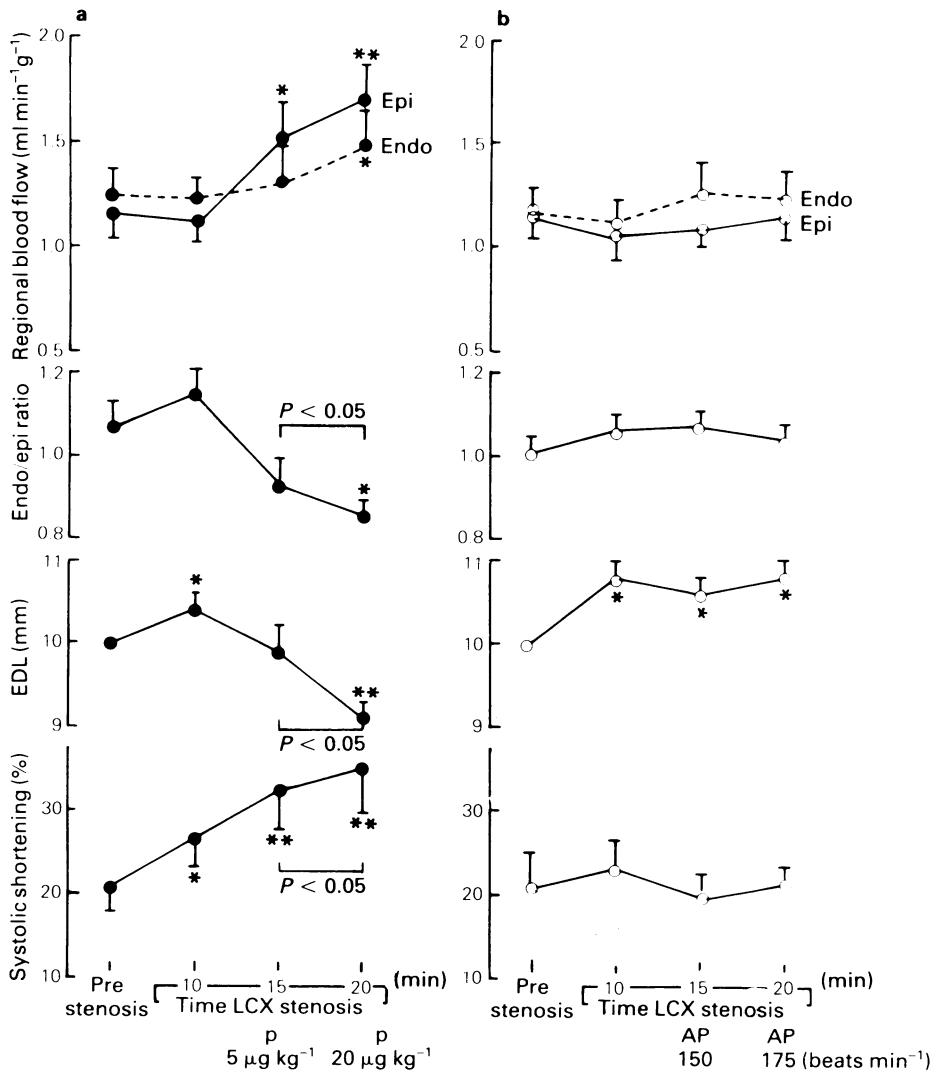 a
Regional blood flow (ml min⁻¹g⁻¹)
2.0
1.5
1.0
0.5
*
**
Epi
Endo
*
Endo/epi ratio
1.2
1.0
0.8
P < 0.05
*
EDL (mm)
11
10
9
*
**
P < 0.05
Systolic shortening (%)
30
20
10
*
**
**
P < 0.05
Pre
stenosis
10 15 20 (min)
Time LCX stenosis
p p
5 μg kg⁻¹ 20 μg kg⁻¹
b
2.0
1.5
1.0
0.5
Endo
Epi
1.2
1.0
0.8
11
10
9
* * *
30
20
10
Pre
stenosis
10 15 20 (min)
Time LCX stenosis
AP AP
150 175 (beats min⁻¹)